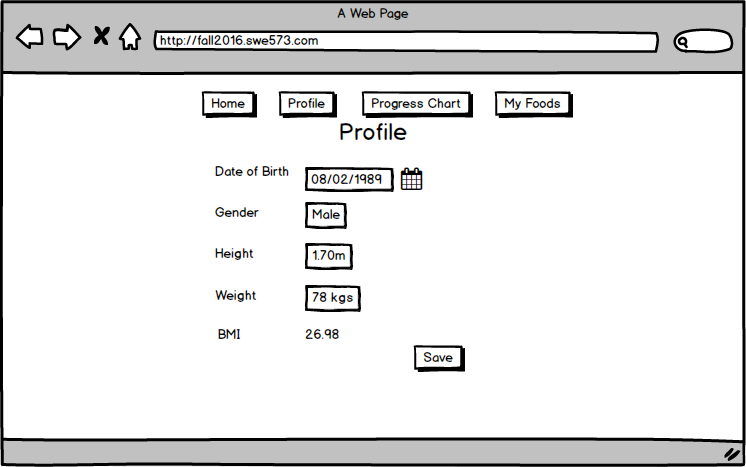 A Web Page
http://fall2016.swe573.com
Home Profile Progress Chart My Foods
Profile
Date of Birth 08/02/1989
Gender Male
Height 1.70m
Weight 78 kgs
BMI 26.98
Save